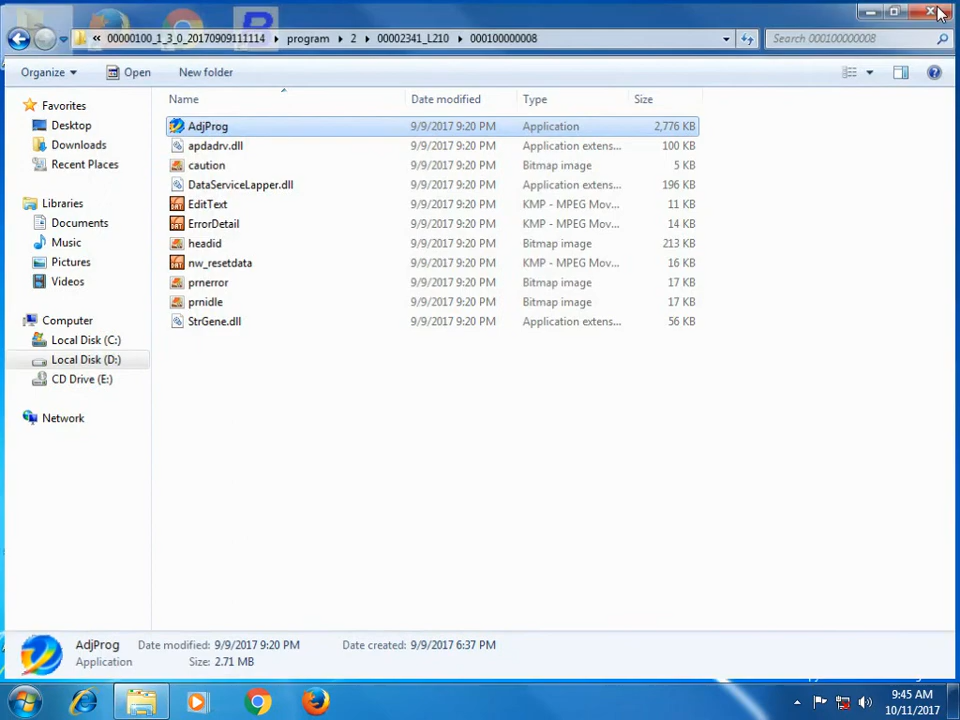 « 00000100_1_3_0_20170909111114 ▸ program ▸ 2 ▸ 00002341_L210 ▸ 000100000008
Search 000100000008
Organize Open New folder
Name Date modified Type Size
Favorites
Desktop
Downloads
Recent Places
Libraries
Documents
Music
Pictures
Videos
Computer
Local Disk (C:)
Local Disk (D:)
CD Drive (E:)
Network
AdjProg 9/9/2017 9:20 PM Application 2,776 KB
apdadrv.dll 9/9/2017 9:20 PM Application extens... 100 KB
caution 9/9/2017 9:20 PM Bitmap image 5 KB
DataServiceLapper.dll 9/9/2017 9:20 PM Application extens... 196 KB
EditText 9/9/2017 9:20 PM KMP - MPEG Mov... 11 KB
ErrorDetail 9/9/2017 9:20 PM KMP - MPEG Mov... 14 KB
headid 9/9/2017 9:20 PM Bitmap image 213 KB
nw_resetdata 9/9/2017 9:20 PM KMP - MPEG Mov... 16 KB
prnerror 9/9/2017 9:20 PM Bitmap image 17 KB
prnidle 9/9/2017 9:20 PM Bitmap image 17 KB
StrGene.dll 9/9/2017 9:20 PM Application extens... 56 KB
AdjProg Date modified: 9/9/2017 9:20 PM Date created: 9/9/2017 6:37 PM
Application Size: 2.71 MB
9:45 AM
10/11/2017